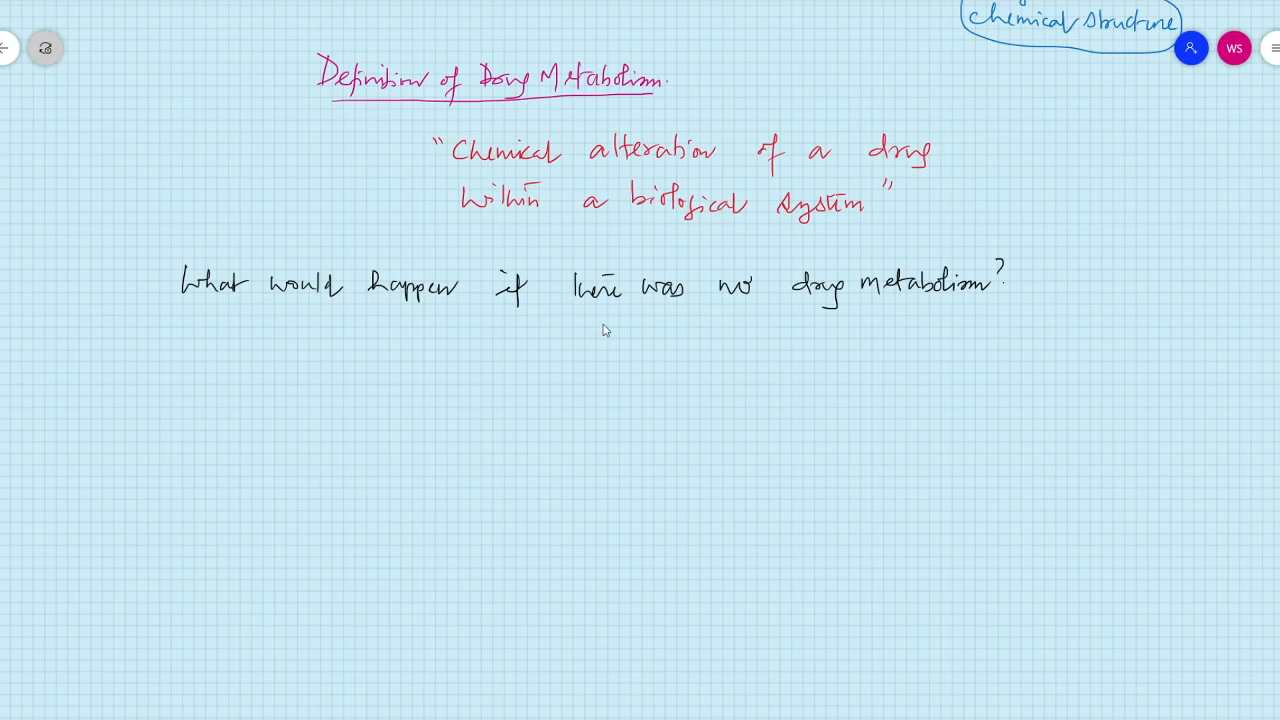 chemical structure
WS
Definition of Drug Metabolism.
"Chemical alteration of a drug
within a biological system"
What would happen if there was no drug metabolism?